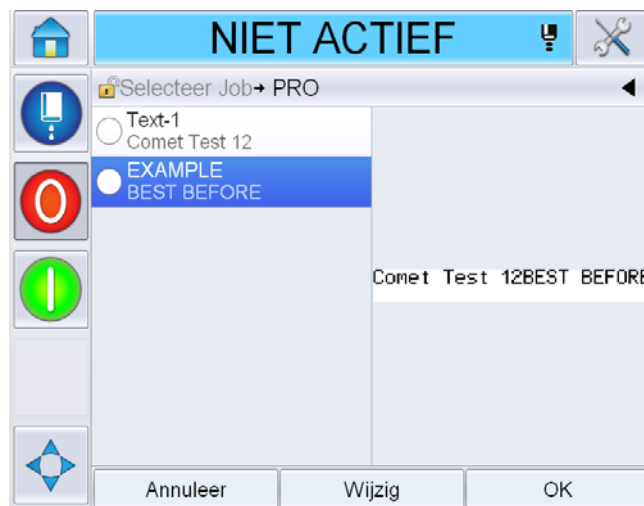 NIET ACTIEF
Selecteer Job→ PRO
Text-1
Comet Test 12
EXAMPLE
BEST BEFORE
Comet Test 12BEST BEFORE
Annuleer Wijzig OK